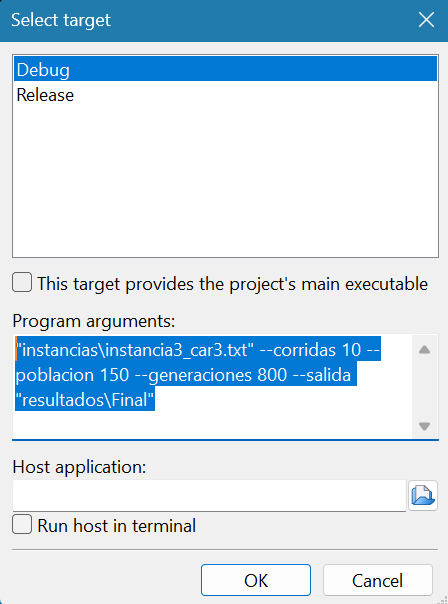 Select target
Debug
Release
This target provides the project's main executable
Program arguments:
"instancias\instancia3_car3.txt" --corridas 10 --
poblacion 150 --generaciones 800 --salida
"resultados\Final"
Host application:
Run host in terminal
OK
Cancel